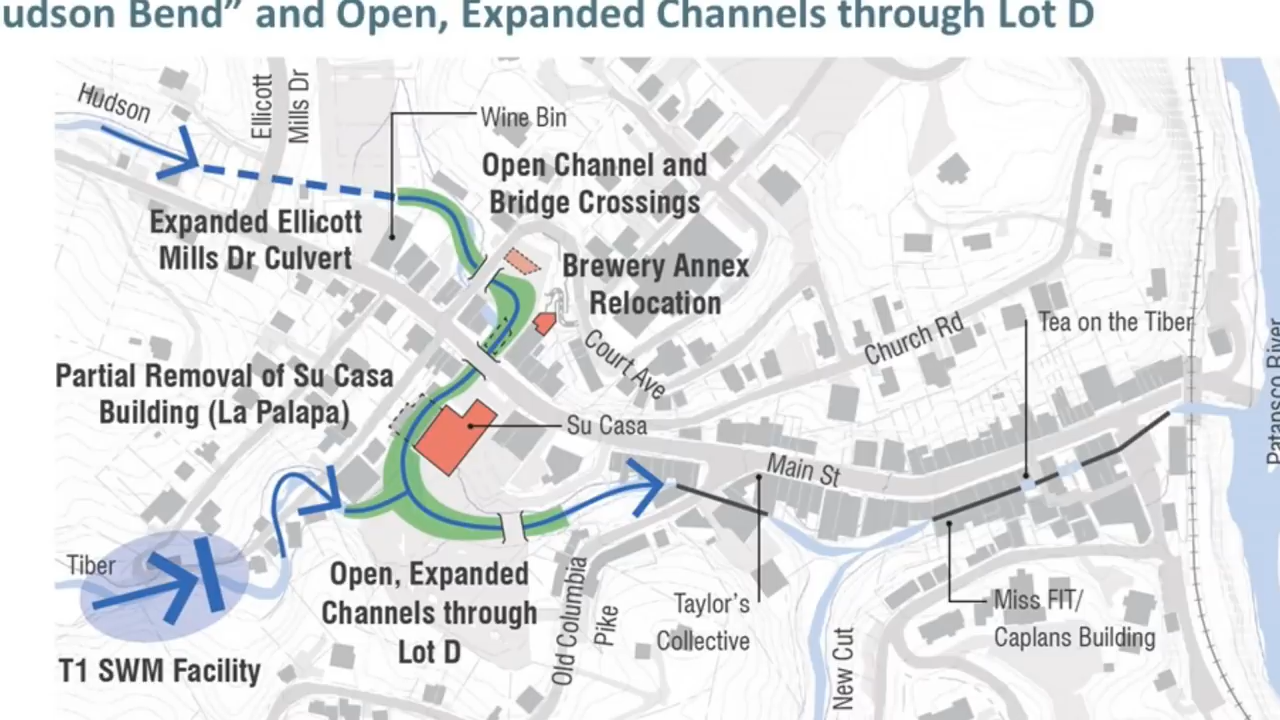 udson Bend” and Open, Expanded Channels through Lot D
Hudson
Ellicott
Mills Dr
Wine Bin
Open Channel and
Bridge Crossings
Expanded Ellicott
Mills Dr Culvert
Brewery Annex
Relocation
Tea on the Tiber
Church Rd
Court Ave
Patapsco River
Partial Removal of Su Casa
Building (La Palapa)
Su Casa
Main St
Tiber
Open, Expanded
Channels through
Lot D
Old Columbia
Pike
Taylor’s
Collective
Miss FIT/
Caplans Building
New Cut
T1 SWM Facility